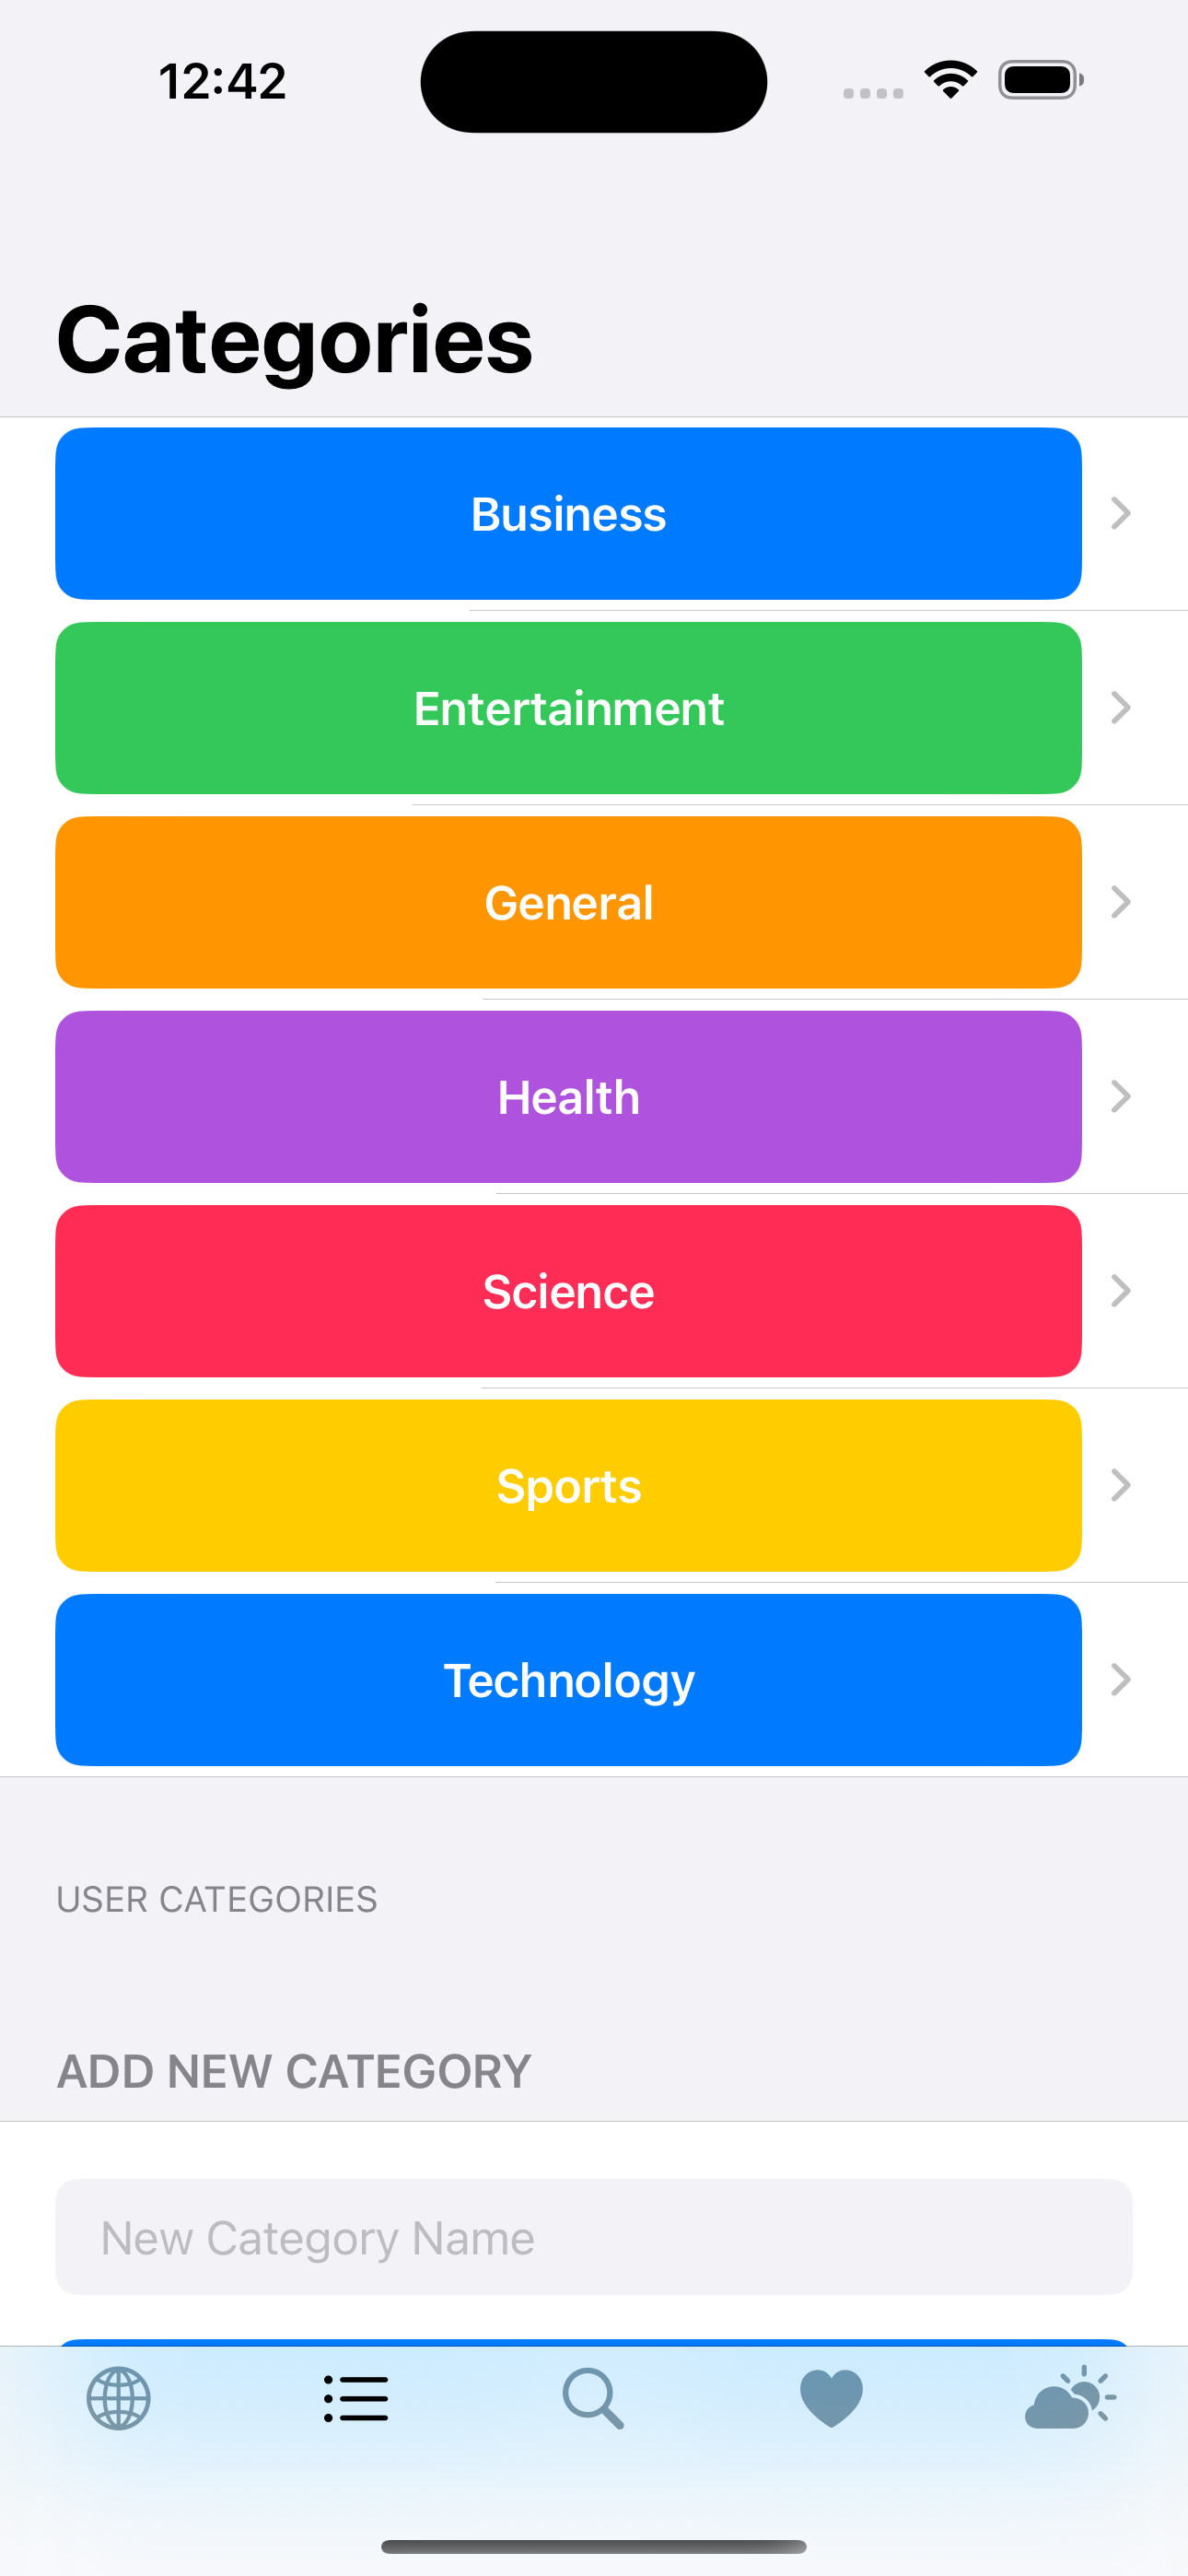 12:42
Categories
Business
Entertainment
General
Health
Science
Sports
Technology
USER CATEGORIES
ADD NEW CATEGORY
New Category Name